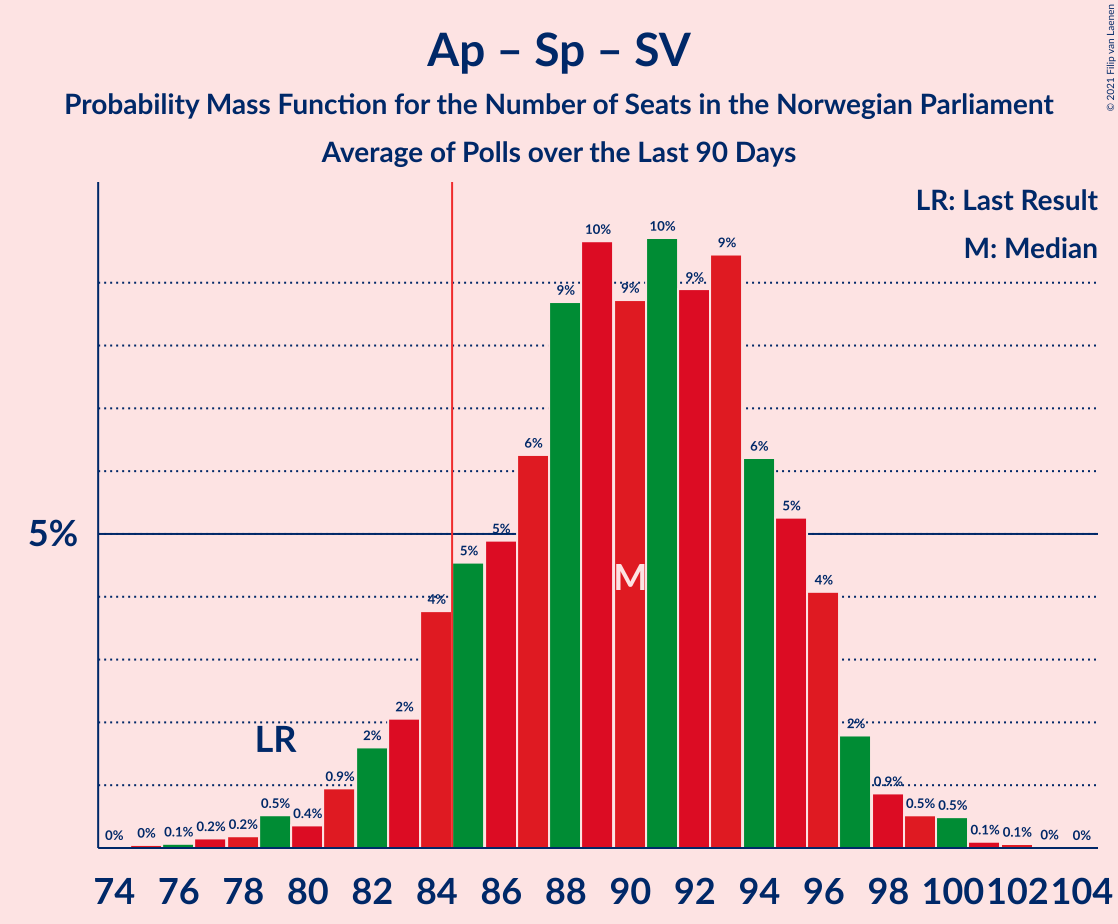 Ap – Sp – SV
Probability Mass Function for the Number of Seats in the Norwegian Parliament
Average of Polls over the Last 90 Days
© 2021 Filip van Laenen
LR: Last Result
M: Median
5%
LR
M
0% 0% 0.1% 0.2% 0.2% 0.5% 0.4% 0.9% 2% 2% 4% 5% 5% 6% 9% 10% 9% 10% 9% 9% 6% 5% 4% 2% 0.9% 0.5% 0.5% 0.1% 0.1% 0% 0%
74 76 78 80 82 84 86 88 90 92 94 96 98 100 102 104